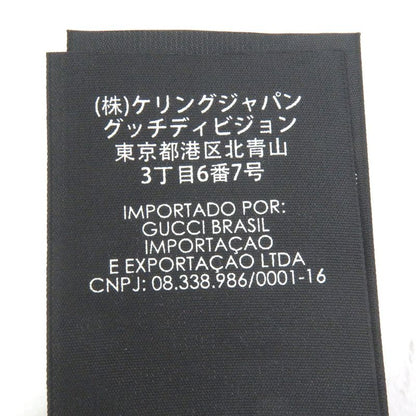 (株)ケリングジャパン
グッチディビジョン
東京都港区北青山
3丁目6番7号
IMPORTADO POR:
GUCCI BRASIL
IMPORTAÇAO
E EXPORTAÇAO LTDA
CNPJ: 08.338.986/0001-16